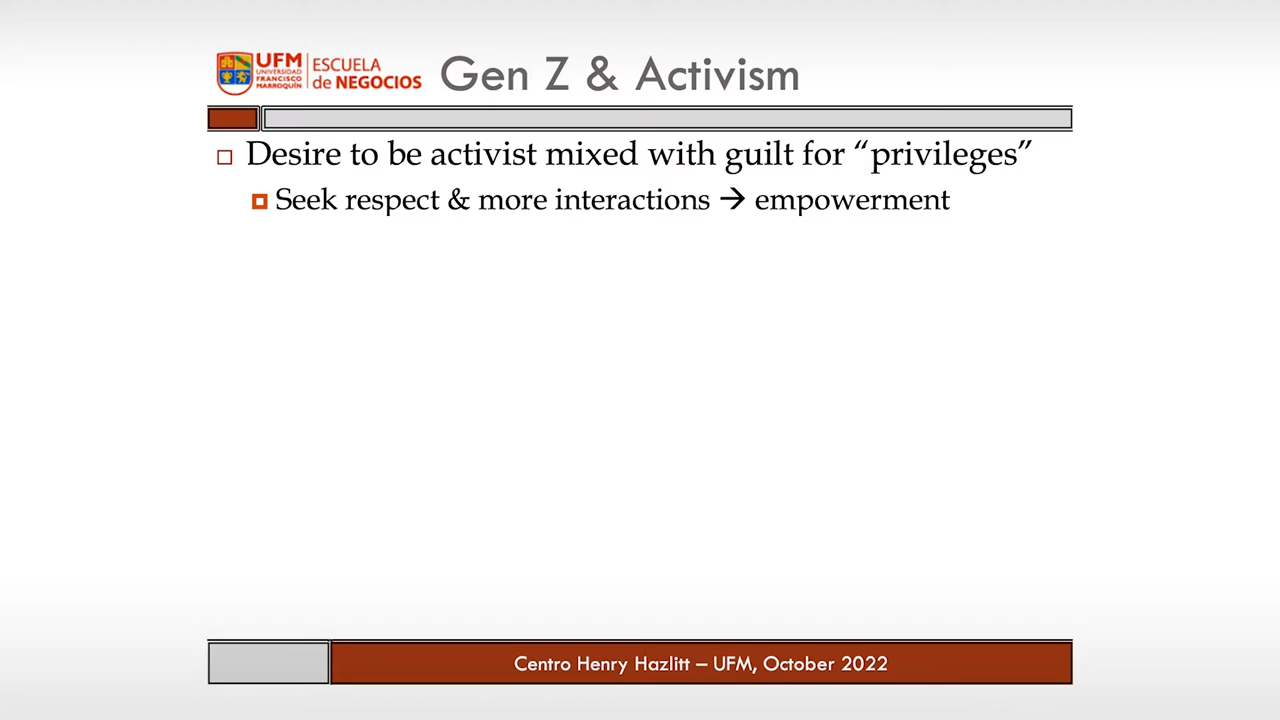 UFM
UNIVERSIDAD
FRANCISCO
MARROQUÍN
ESCUELA
de NEGOCIOS
Gen Z & Activism
Desire to be activist mixed with guilt for “privileges”
Seek respect & more interactions → empowerment
Centro Henry Hazlitt – UFM, October 2022